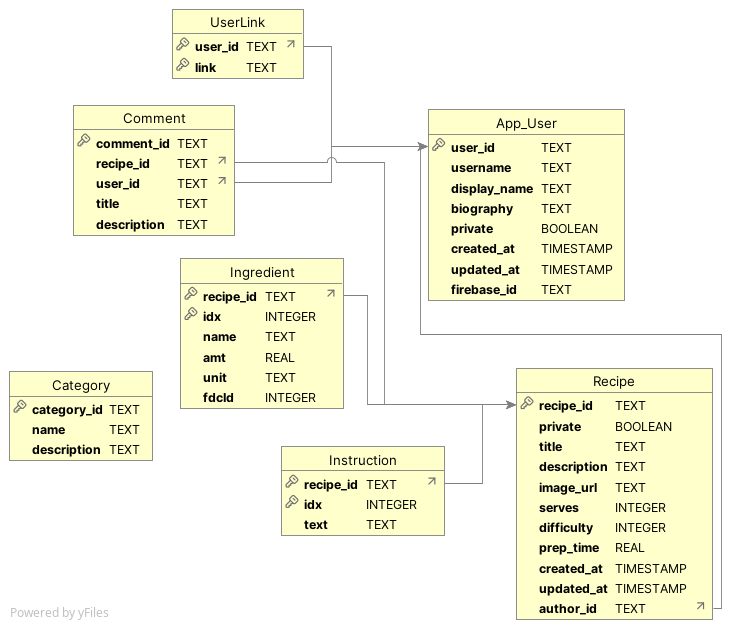 UserLink
user_id TEXT
link TEXT
Comment
comment_id TEXT
recipe_id TEXT
user_id TEXT
title TEXT
description TEXT
App_User
user_id TEXT
username TEXT
display_name TEXT
biography TEXT
private BOOLEAN
created_at TIMESTAMP
updated_at TIMESTAMP
firebase_id TEXT
Ingredient
recipe_id TEXT
idx INTEGER
name TEXT
amt REAL
unit TEXT
fdcId INTEGER
Category
category_id TEXT
name TEXT
description TEXT
Recipe
recipe_id TEXT
private BOOLEAN
title TEXT
description TEXT
image_url TEXT
serves INTEGER
difficulty INTEGER
prep_time REAL
created_at TIMESTAMP
updated_at TIMESTAMP
author_id TEXT
Instruction
recipe_id TEXT
idx INTEGER
text TEXT
Powered by yFiles